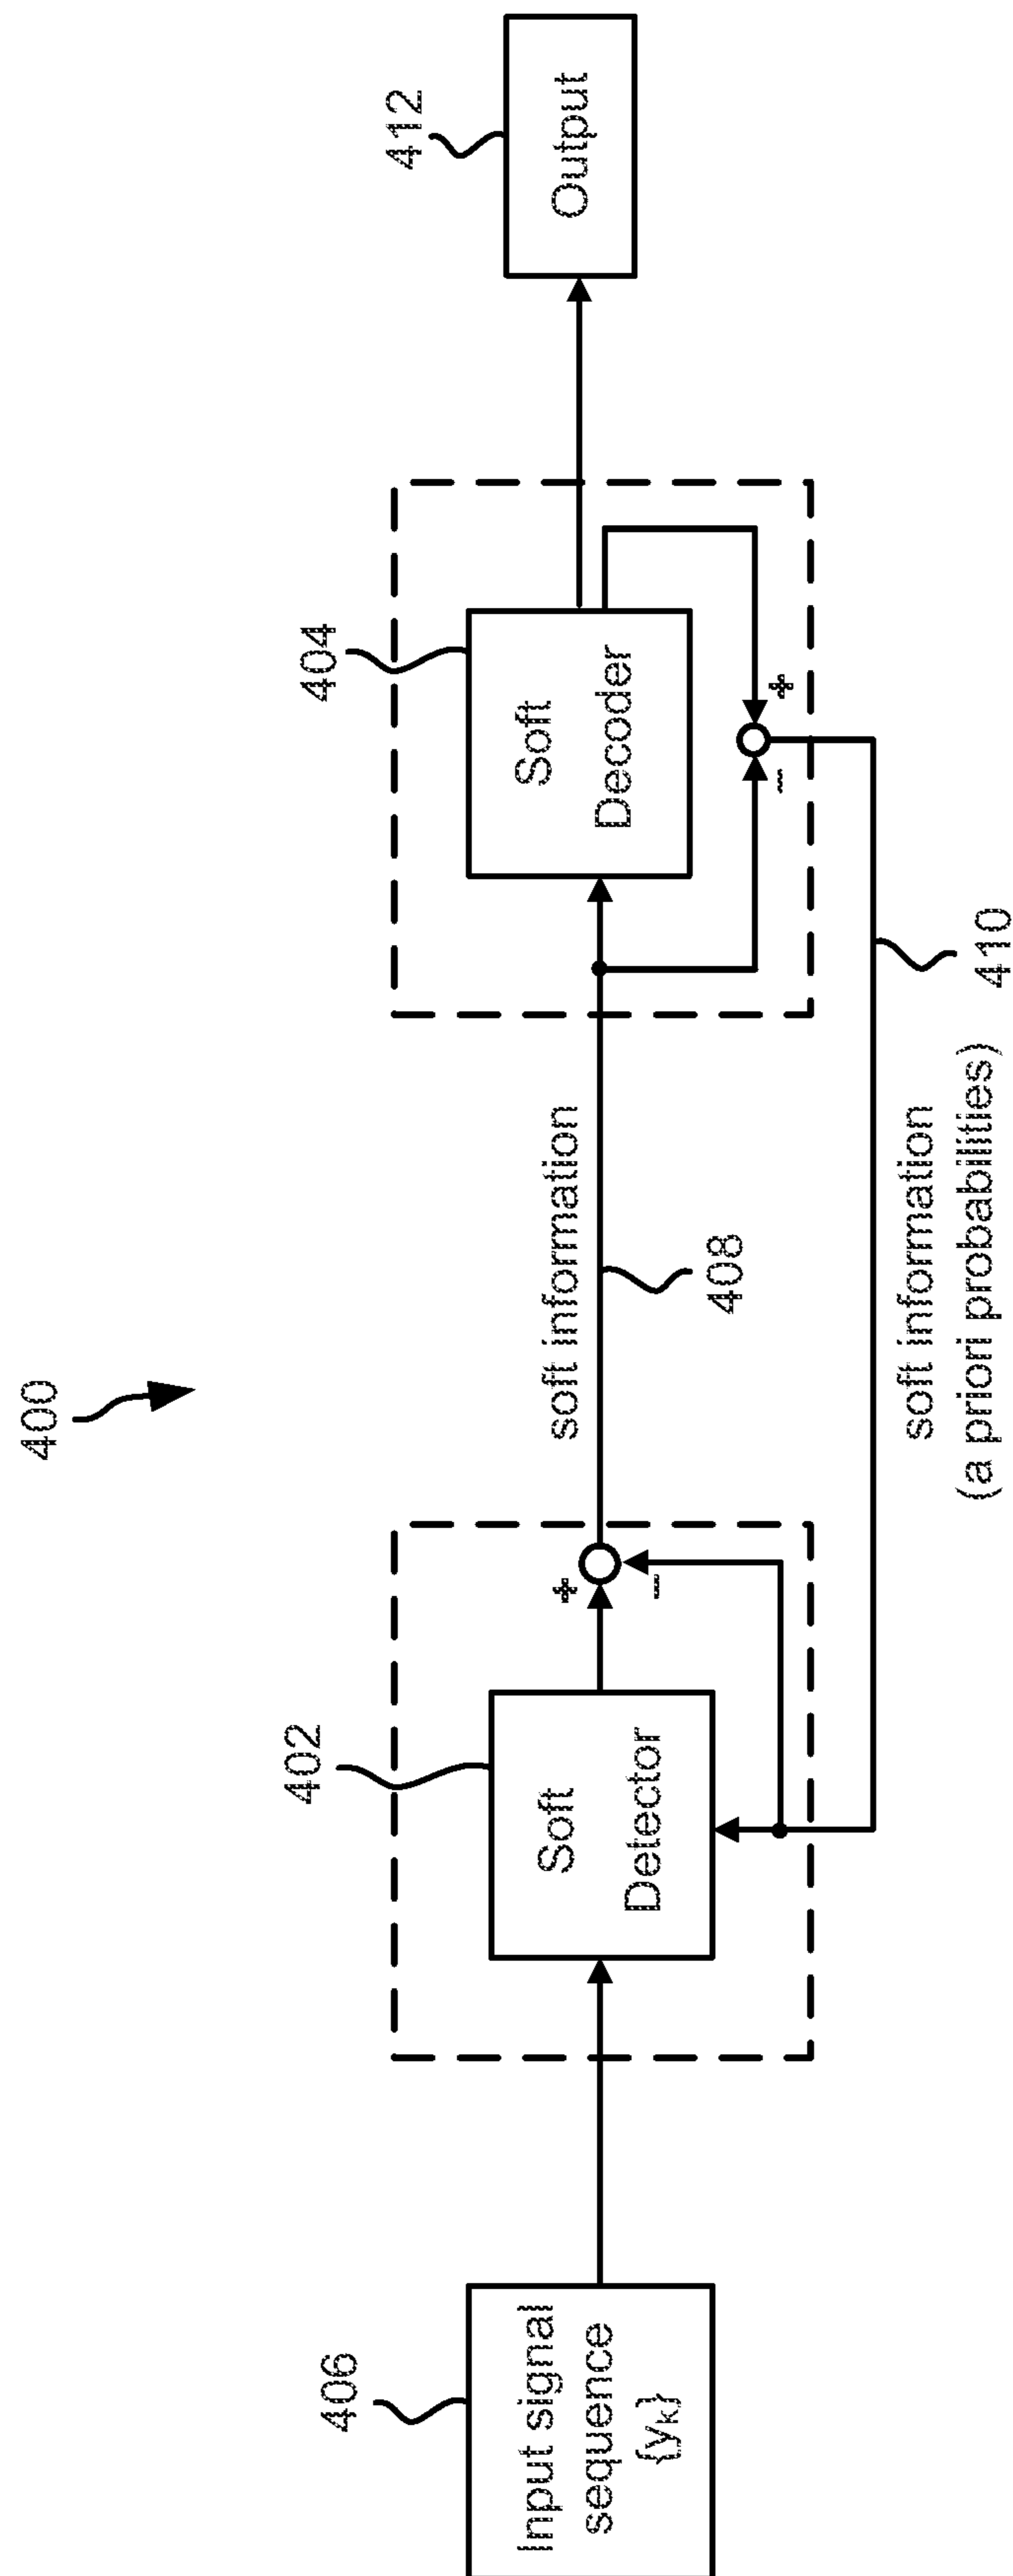 400
406
Input signal
sequence
{yk}
402
Soft
Detector
+
−
soft information
408
404
Soft
Decoder
+
−
soft information
(a priori probabilities)
410
412
Output